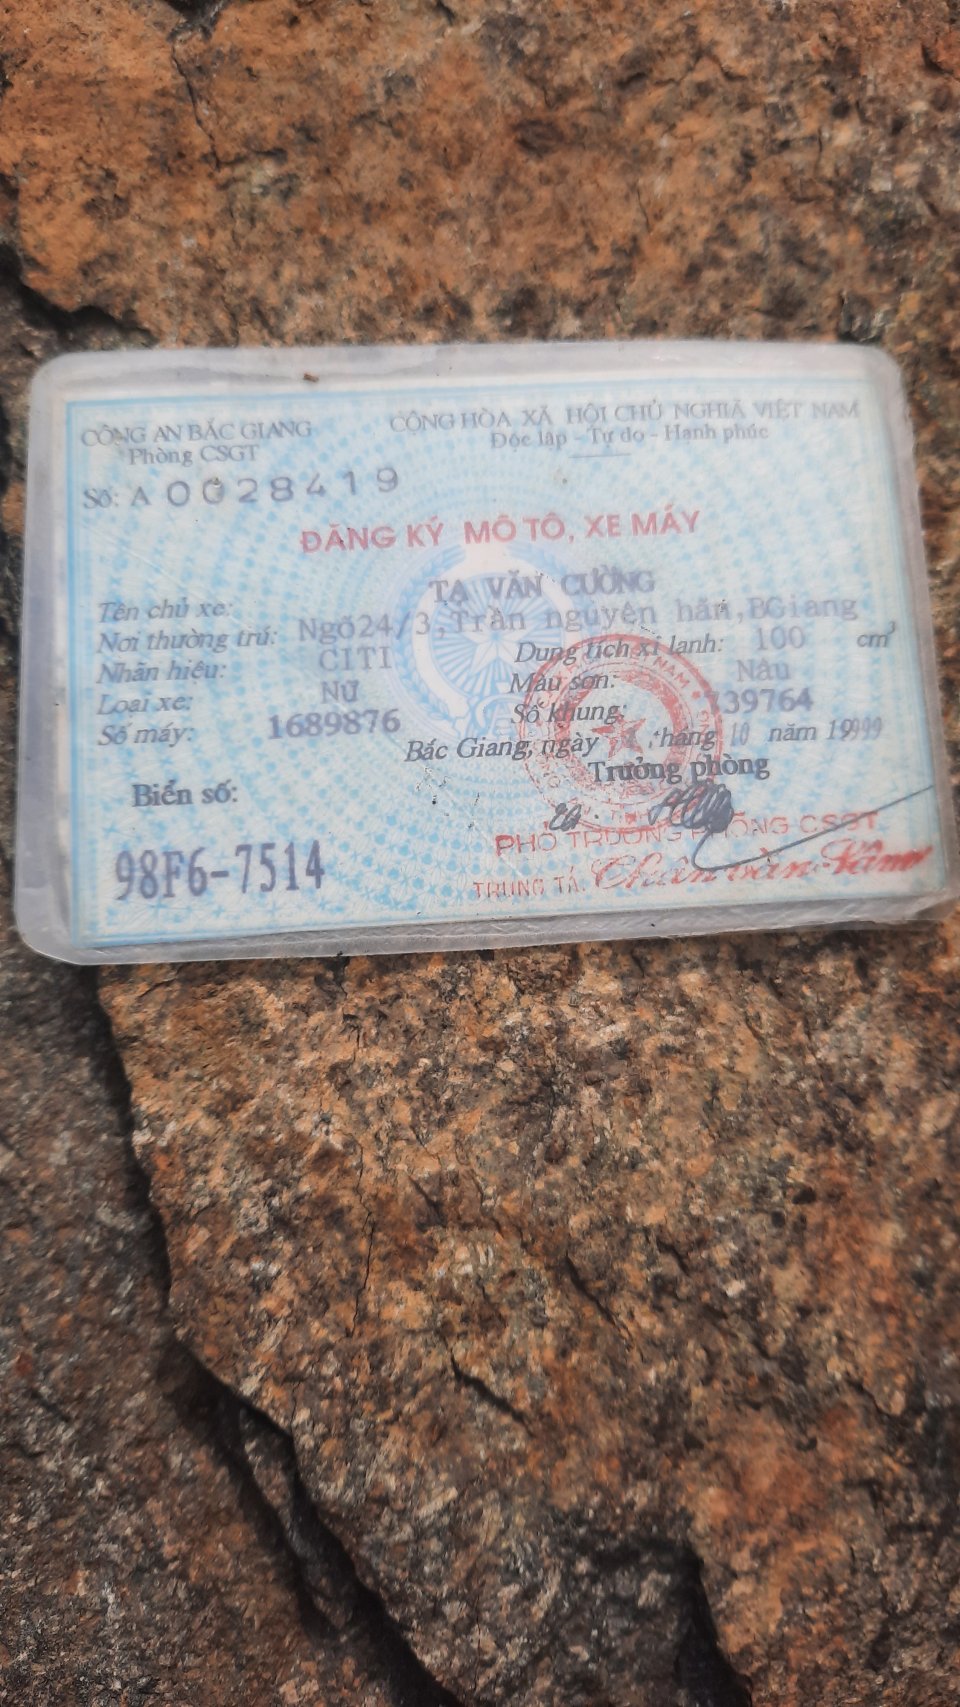 CÔNG AN BẮC GIANG
Phòng CSGT
CỘNG HÒA XÃ HỘI CHỦ NGHĨA VIỆT NAM
Độc lập - Tự do - Hạnh phúc
Số: A 0028419
ĐĂNG KÝ MÔ TÔ, XE MÁY
Tên chủ xe: TẠ VĂN CƯỜNG
Nơi thường trú: Ngõ24/3,Trần nguyên hãn,BGiang
Nhãn hiệu: CITI Dung tích xi lanh: 100 cm³
Loại xe: Nữ Màu sơn: Nâu
Số máy: 1689876 Số khung: 739764
Bắc Giang, ngày tháng 10 năm 19999
Trưởng phòng
Biển số:
98F6-7514
PHÓ TRƯỞNG PHÒNG CSGT
TRUNG TÁ: